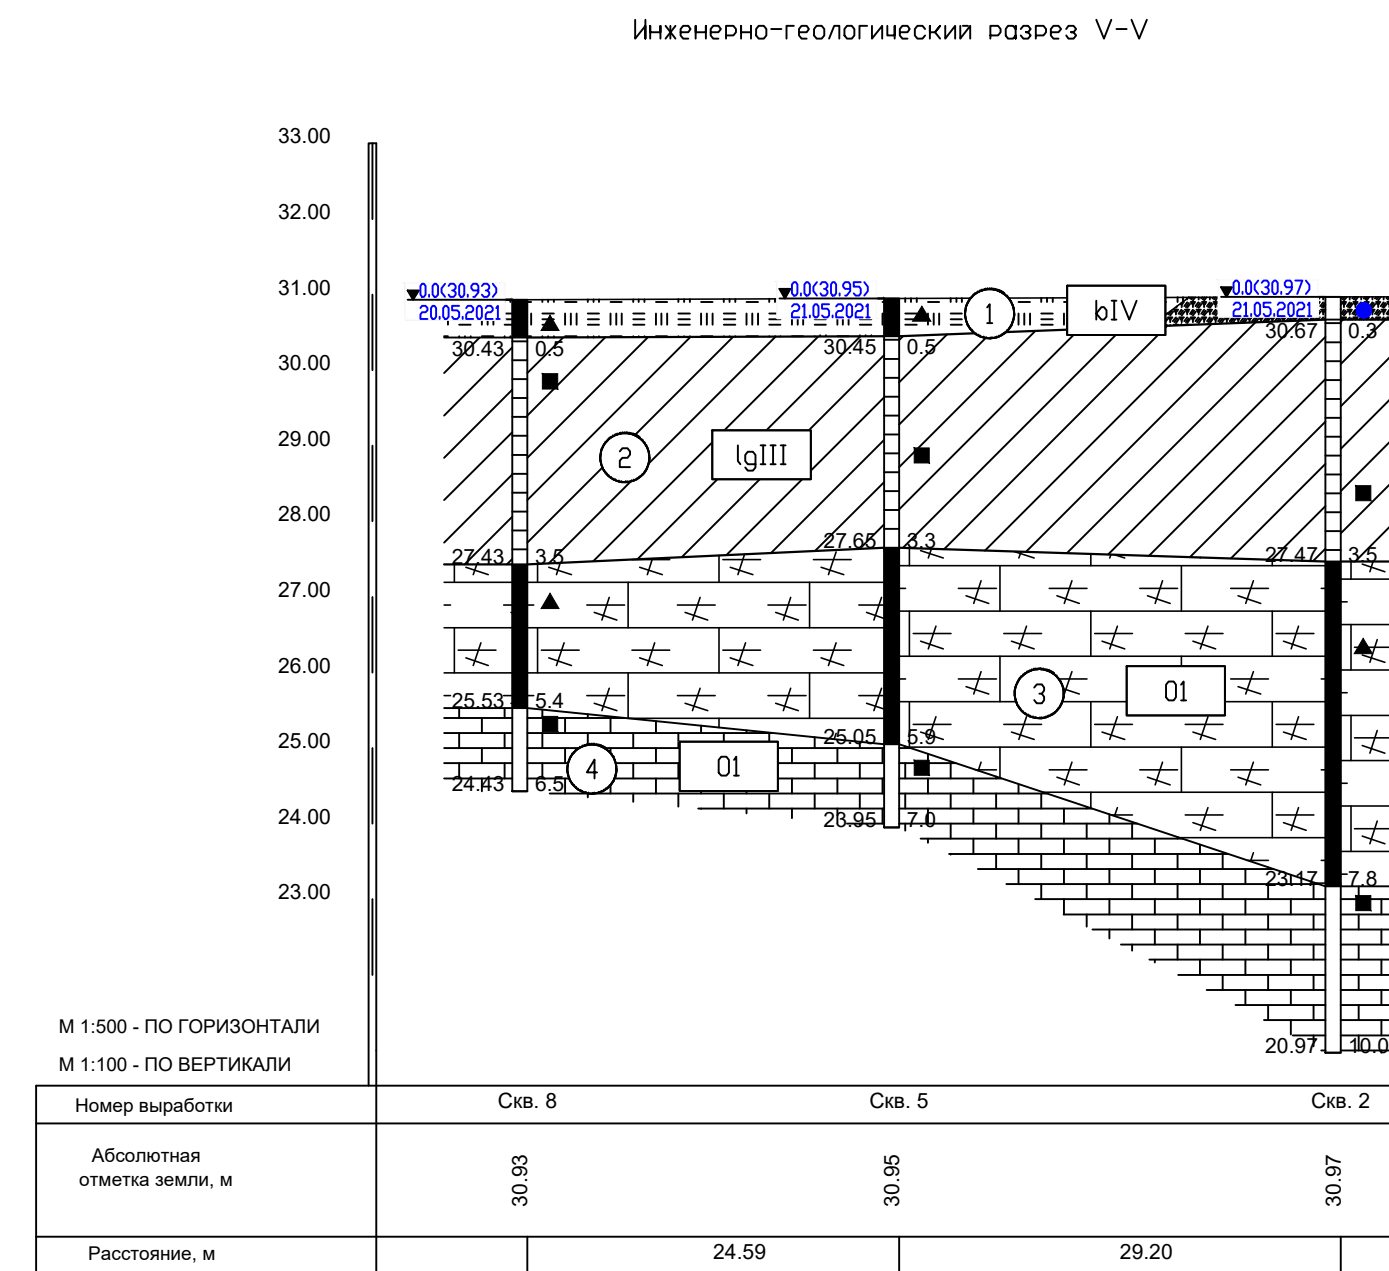 Инженерно-геологический разрез V-V
33.00
32.00
31.00
0.0(30.93)
20.05.2021
0.0(30.95)
21.05.2021
1
bIV
0.0(30.97)
21.05.2021
30.43 0.5
30.45 0.5
30.67 0.3
30.00
29.00
2
lgIII
28.00
27.43 3.5
27.65 3.3
27.47 3.5
27.00
26.00
3
O1
25.53 5.4
25.05 5.9
25.00
4
O1
24.43 6.5
24.00
23.95 7.0
23.17 7.8
23.00
20.97 10.0
М 1:500 - ПО ГОРИЗОНТАЛИ
М 1:100 - ПО ВЕРТИКАЛИ
Номер выработки
Скв. 8
Скв. 5
Скв. 2
Абсолютная
отметка земли, м
30.93
30.95
30.97
Расстояние, м
24.59
29.20